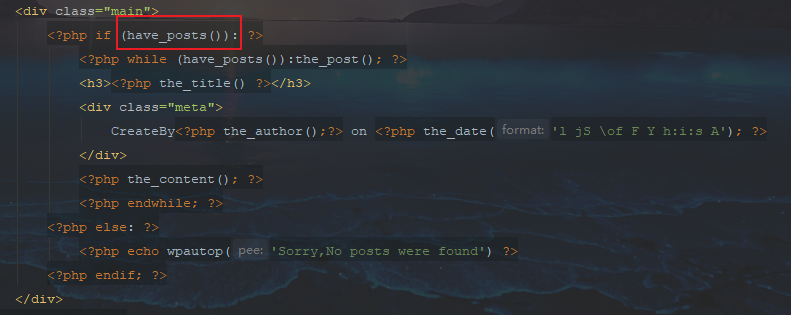 <div class="main">
<?php if (have_posts()): ?>
<?php while (have_posts()):the_post(); ?>
<h3><?php the_title() ?></h3>
<div class="meta">
CreateBy<?php the_author();?> on <?php the_date( format: 'l jS \of F Y h:i:s A'); ?>
</div>
<?php the_content(); ?>
<?php endwhile; ?>
<?php else: ?>
<?php echo wpautop( pee: 'Sorry,No posts were found') ?>
<?php endif; ?>
</div>